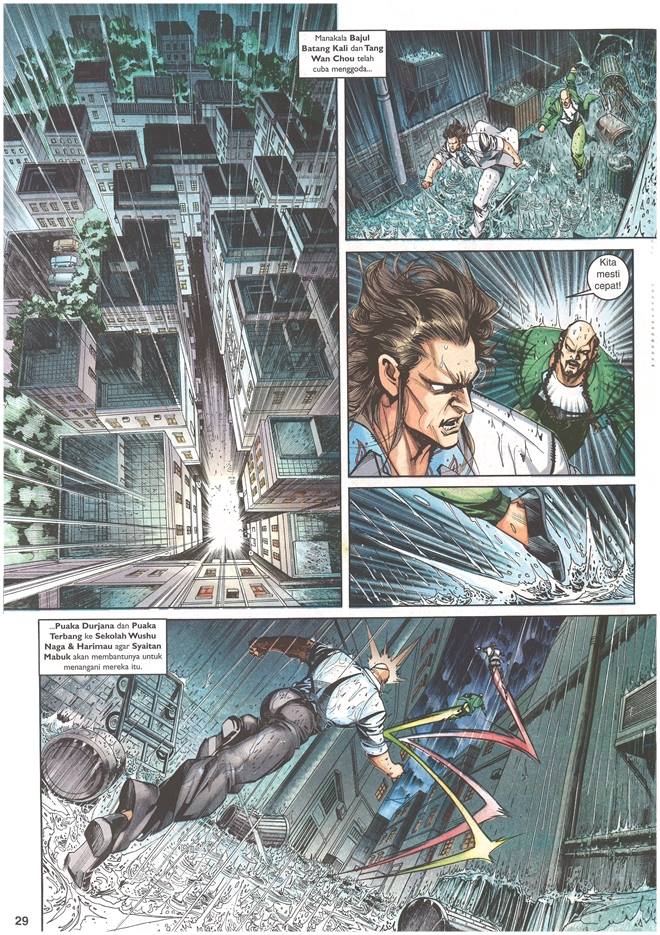 Manakala Bajul
Batang Kali dan Tang
Wan Chou telah
cuba menggoda...
Kita
mesti
cepat!
...Puaka Durjana dan Puaka
Terbang ke Sekolah Wushu
Naga & Harimau agar Syaitan
Mabuk akan membantunya untuk
menangani mereka itu.
29